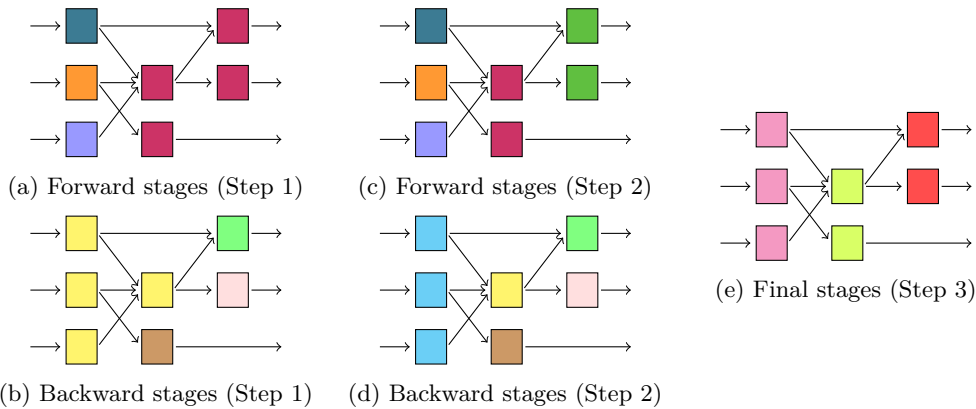 (a) Forward stages (Step 1)
(b) Backward stages (Step 1)
(c) Forward stages (Step 2)
(d) Backward stages (Step 2)
(e) Final stages (Step 3)